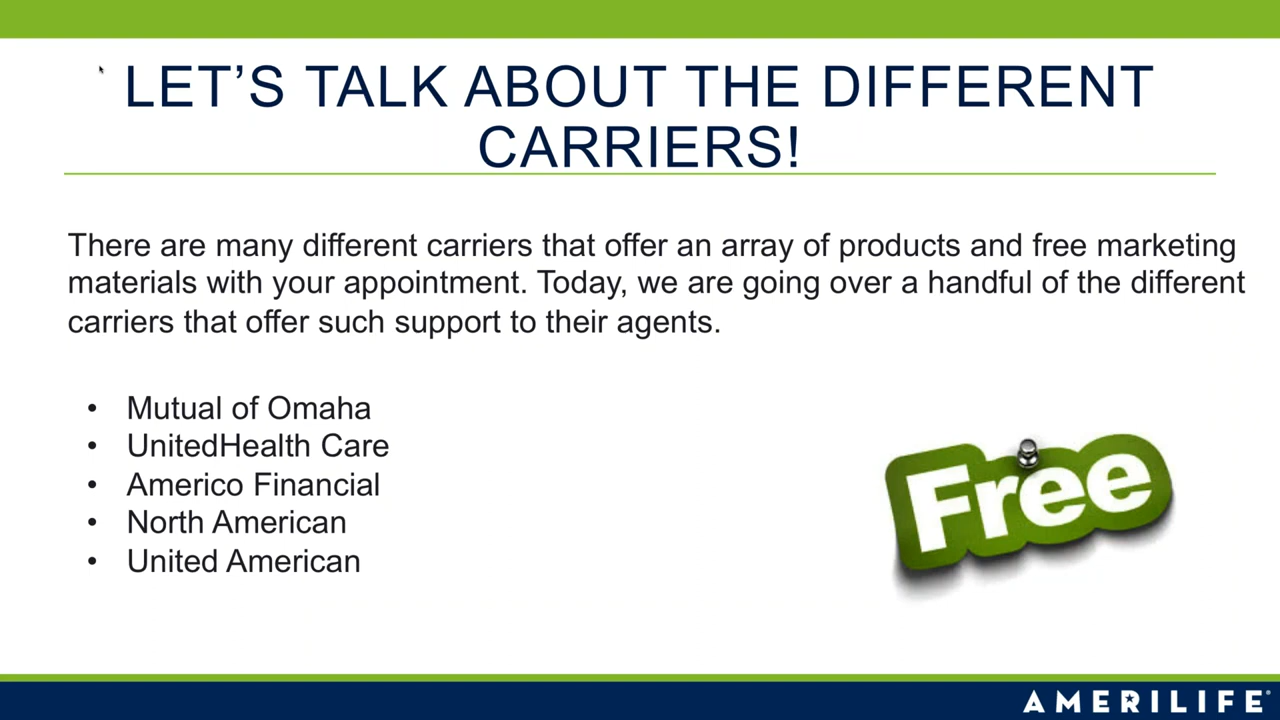 LET’S TALK ABOUT THE DIFFERENT
CARRIERS!
There are many different carriers that offer an array of products and free marketing
materials with your appointment. Today, we are going over a handful of the different
carriers that offer such support to their agents.
• Mutual of Omaha
• UnitedHealth Care
• Americo Financial
• North American
• United American
Free
AMERILIFE®